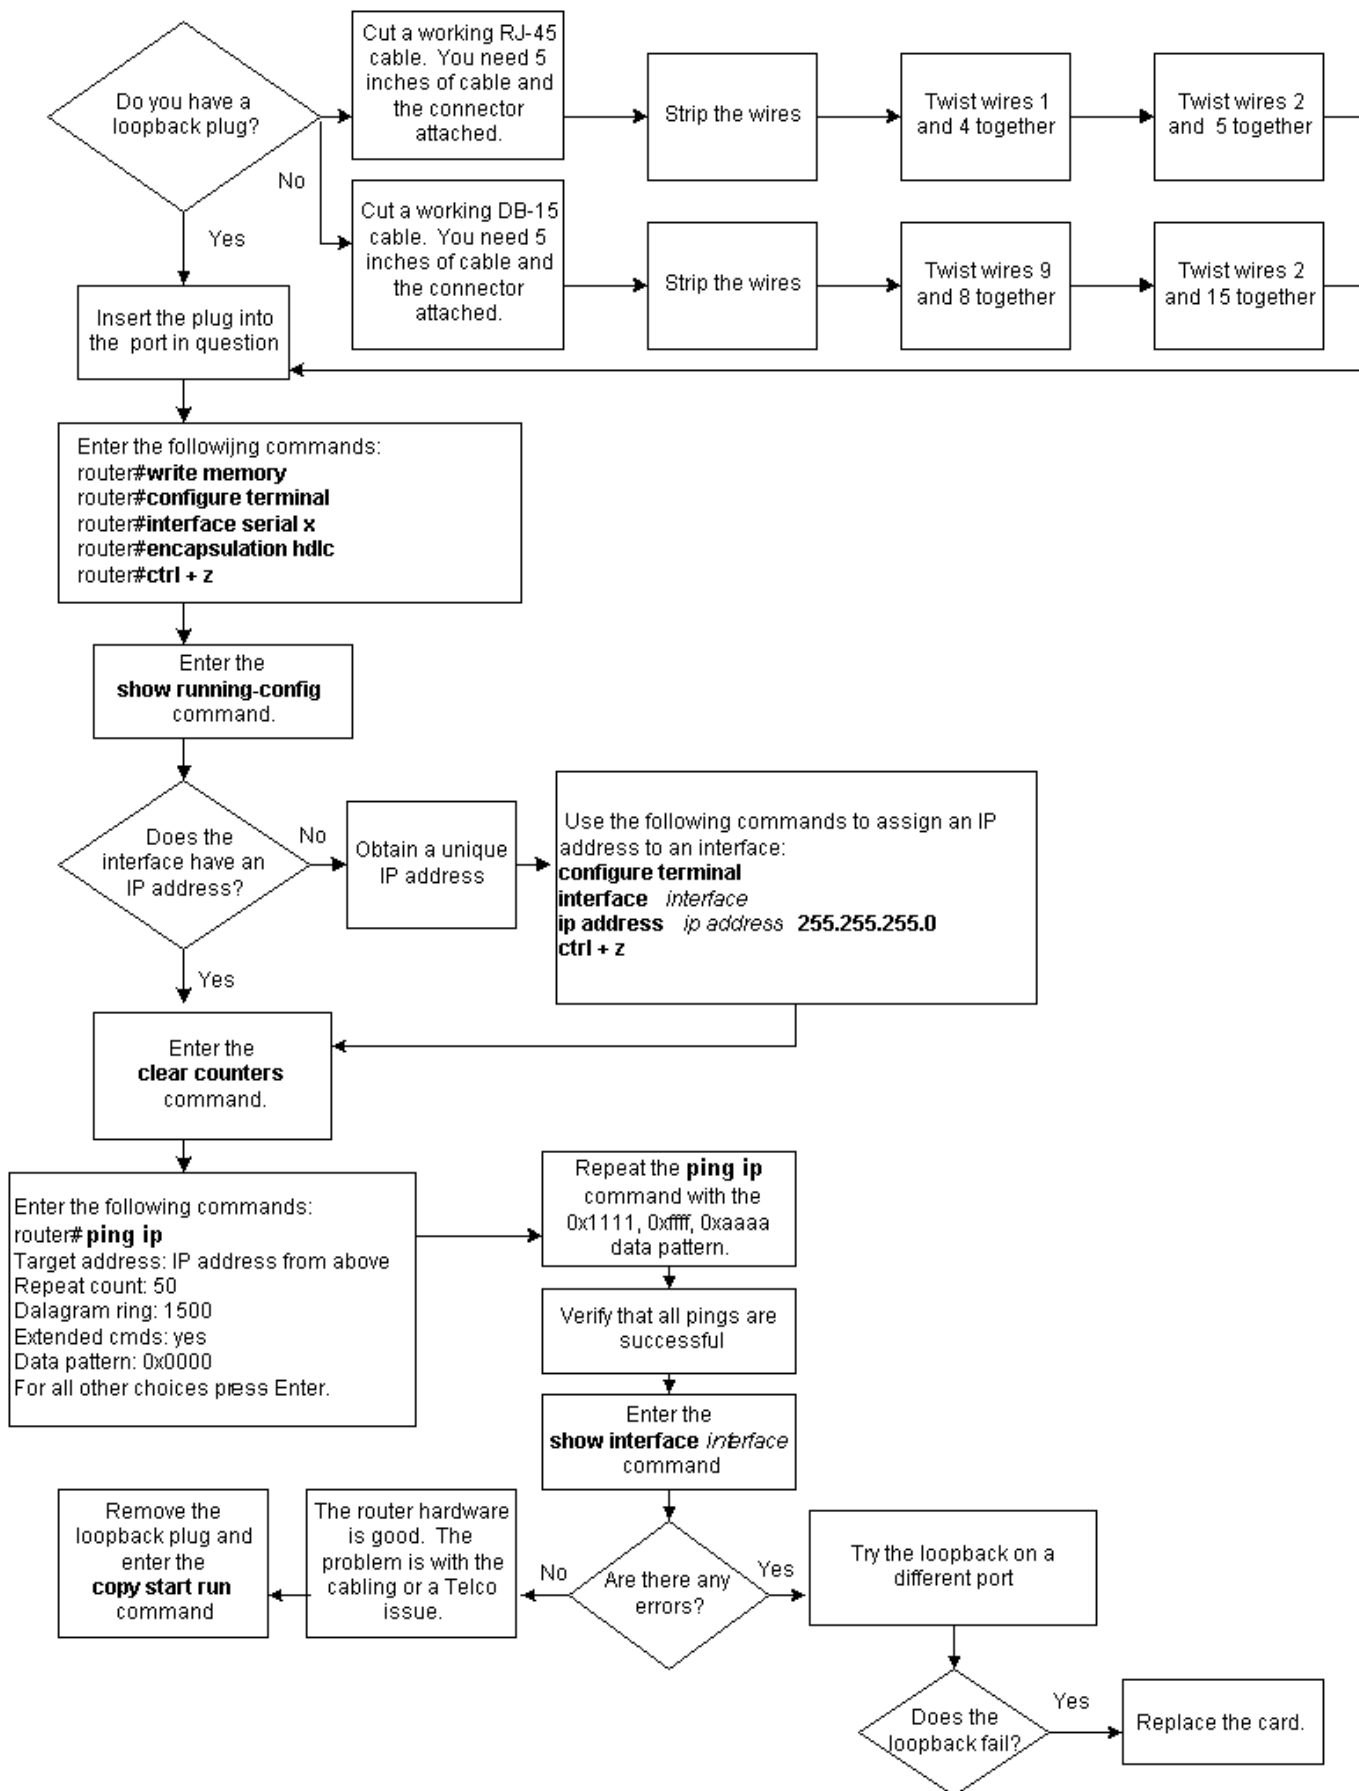 Do you have a
loopback plug?
No
Yes
Cut a working RJ-45
cable. You need 5
inches of cable and
the connector
attached.
Strip the wires
Twist wires 1
and 4 together
Twist wires 2
and 5 together
Cut a working DB-15
cable. You need 5
inches of cable and
the connector
attached.
Strip the wires
Twist wires 9
and 8 together
Twist wires 2
and 15 together
Insert the plug into
the port in question
Enter the followijng commands:
router#write memory
router#configure terminal
router#interface serial x
router#encapsulation hdlc
router#ctrl + z
Enter the
show running-config
command.
Does the
interface have an
IP address?
No
Obtain a unique
IP address
Use the following commands to assign an IP
address to an interface:
configure terminal
interface interface
ip address ip address 255.255.255.0
ctrl + z
Yes
Enter the
clear counters
command.
Enter the following commands:
router# ping ip
Target address: IP address from above
Repeat count: 50
Dalagram ring: 1500
Extended cmds: yes
Data pattern: 0x0000
For all other choices press Enter.
Repeat the ping ip
command with the
0x1111, 0xffff, 0xaaaa
data pattern.
Verify that all pings are
successful
Enter the
show interface interface
command
Are there any
errors?
No
The router hardware
is good. The
problem is with the
cabling or a Telco
issue.
Remove the
loopback plug and
enter the
copy start run
command
Yes
Try the loopback on a
different port
Does the
loopback fail?
Yes
Replace the card.